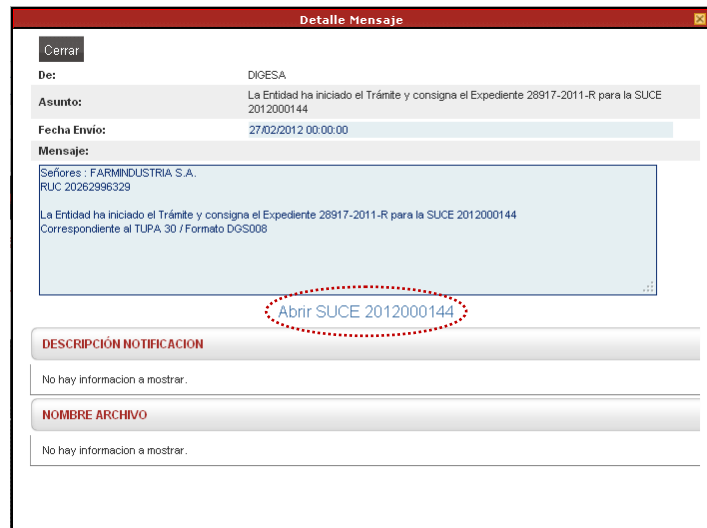 Detalle Mensaje
Cerrar
De: DIGESA
Asunto: La Entidad ha iniciado el Trámite y consigna el Expediente 28917-2011-R para la SUCE
2012000144
Fecha Envío: 27/02/2012 00:00:00
Mensaje:
Señores : FARMINDUSTRIA S.A.
RUC 20262996329
La Entidad ha iniciado el Trámite y consigna el Expediente 28917-2011-R para la SUCE 2012000144
Correspondiente al TUPA 30 / Formato DGS008
Abrir SUCE 2012000144
DESCRIPCIÓN NOTIFICACION
No hay informacion a mostrar.
NOMBRE ARCHIVO
No hay informacion a mostrar.